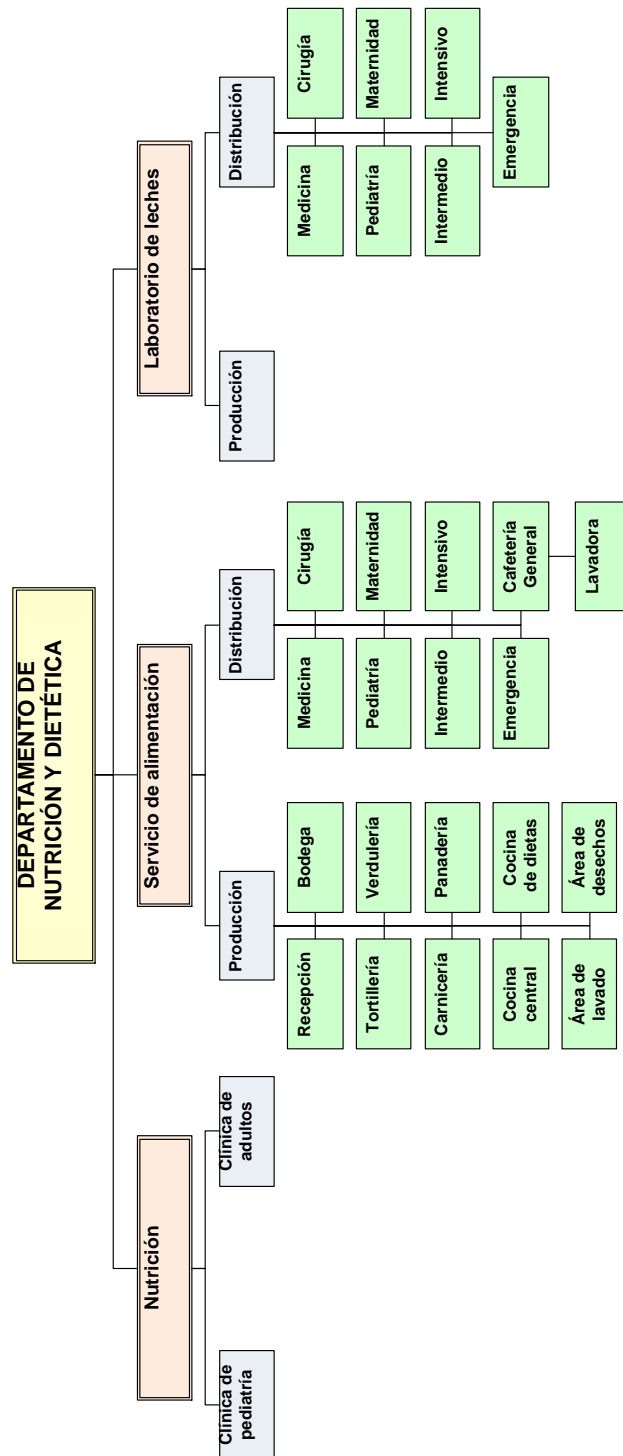 DEPARTAMENTO DE
NUTRICIÓN Y DIETÉTICA
Nutrición
Servicio de alimentación
Laboratorio de leches
Clínica de
pediatría
Clínica de
adultos
Producción
Distribución
Producción
Distribución
Recepción
Bodega
Tortillería
Verdulería
Carnicería
Panadería
Cocina
central
Cocina
de dietas
Área de
lavado
Área de
desechos
Medicina
Cirugía
Pediatría
Maternidad
Intermedio
Intensivo
Emergencia
Cafetería
General
Lavadora
Medicina
Cirugía
Pediatría
Maternidad
Intermedio
Intensivo
Emergencia